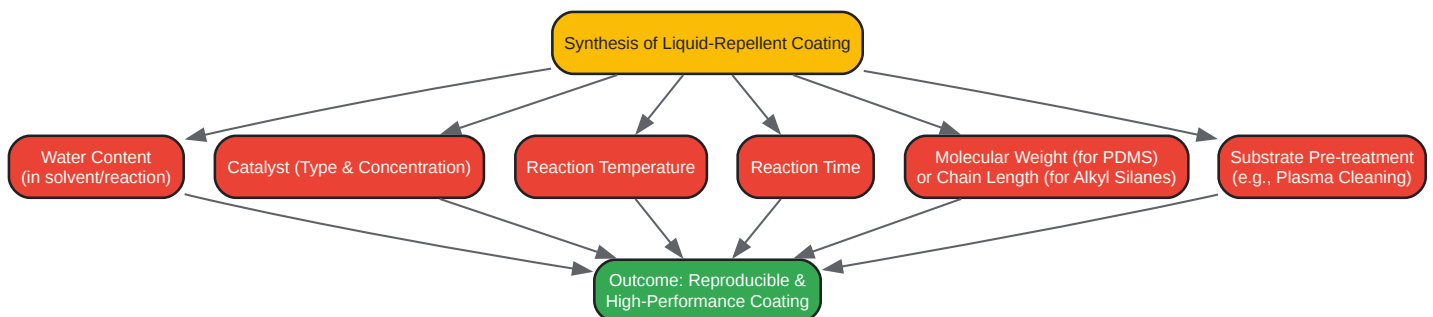 Synthesis of Liquid-Repellent Coating
Water Content
(in solvent/reaction)
Catalyst (Type & Concentration)
Reaction Temperature
Reaction Time
Molecular Weight (for PDMS)
or Chain Length (for Alkyl Silanes)
Substrate Pre-treatment
(e.g., Plasma Cleaning)
Outcome: Reproducible &
High-Performance Coating